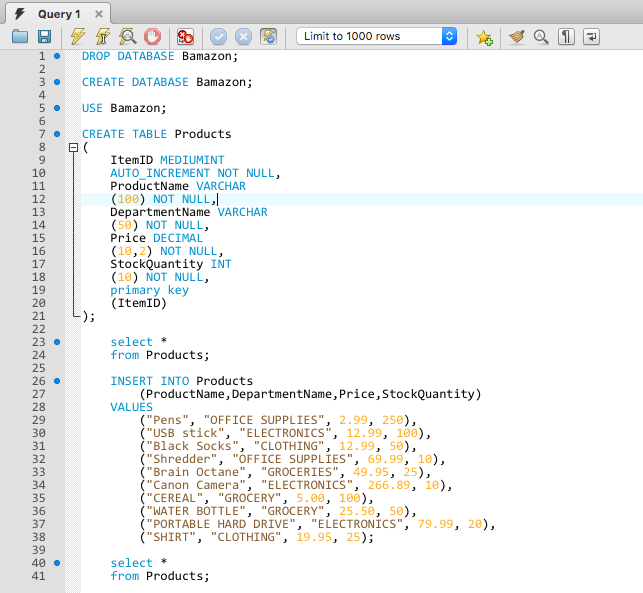 Query 1
Limit to 1000 rows
1 DROP DATABASE Bamazon;
2
3 CREATE DATABASE Bamazon;
4
5 USE Bamazon;
6
7 CREATE TABLE Products
8 (
9 ItemID MEDIUMINT
10 AUTO_INCREMENT NOT NULL,
11 ProductName VARCHAR
12 (100) NOT NULL,
13 DepartmentName VARCHAR
14 (50) NOT NULL,
15 Price DECIMAL
16 (10,2) NOT NULL,
17 StockQuantity INT
18 (10) NOT NULL,
19 primary key
20 (ItemID)
21 );
22
23 select *
24 from Products;
25
26 INSERT INTO Products
27 (ProductName,DepartmentName,Price,StockQuantity)
28 VALUES
29 ("Pens", "OFFICE SUPPLIES", 2.99, 250),
30 ("USB stick", "ELECTRONICS", 12.99, 100),
31 ("Black Socks", "CLOTHING", 12.99, 50),
32 ("Shredder", "OFFICE SUPPLIES", 69.99, 10),
33 ("Brain Octane", "GROCERIES", 49.95, 25),
34 ("Canon Camera", "ELECTRONICS", 266.89, 10),
35 ("CEREAL", "GROCERY", 5.00, 100),
36 ("WATER BOTTLE", "GROCERY", 25.50, 50),
37 ("PORTABLE HARD DRIVE", "ELECTRONICS", 79.99, 20),
38 ("SHIRT", "CLOTHING", 19.95, 25);
39
40 select *
41 from Products;